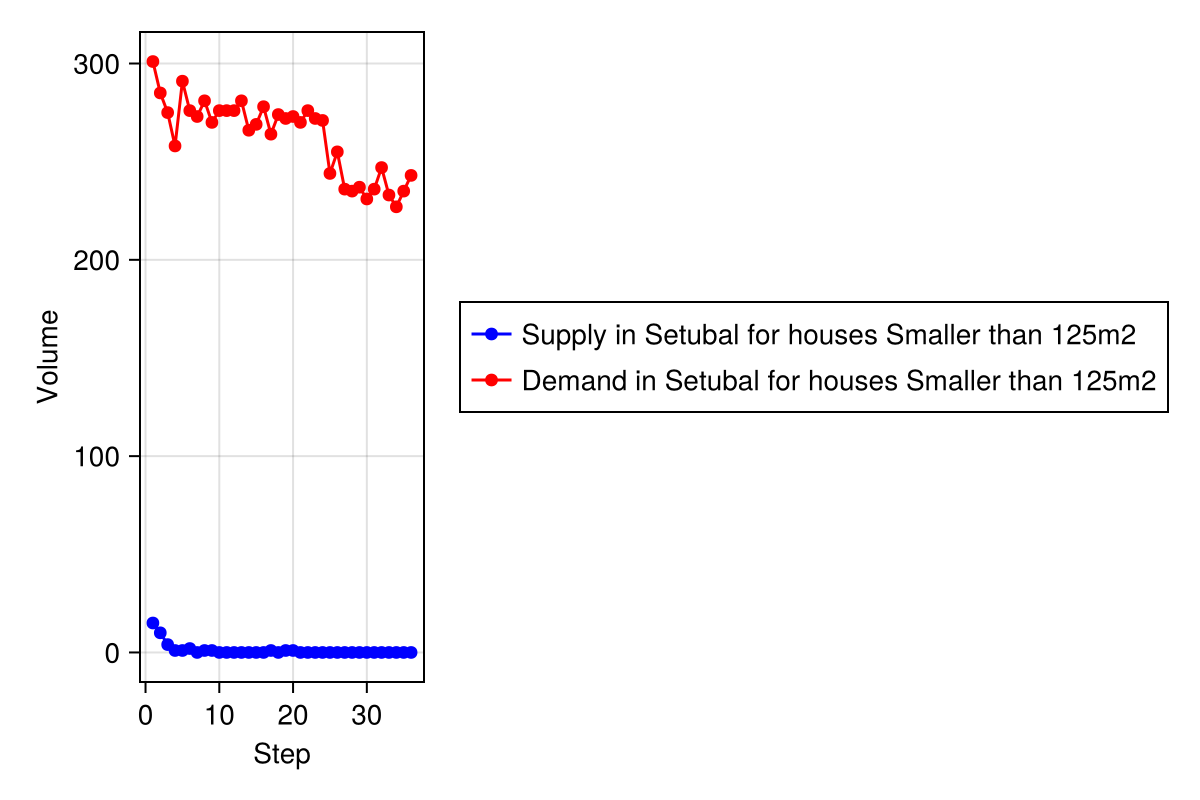 300
200
100
0
Volume
0 10 20 30
Step
Supply in Setubal for houses Smaller than 125m2
Demand in Setubal for houses Smaller than 125m2